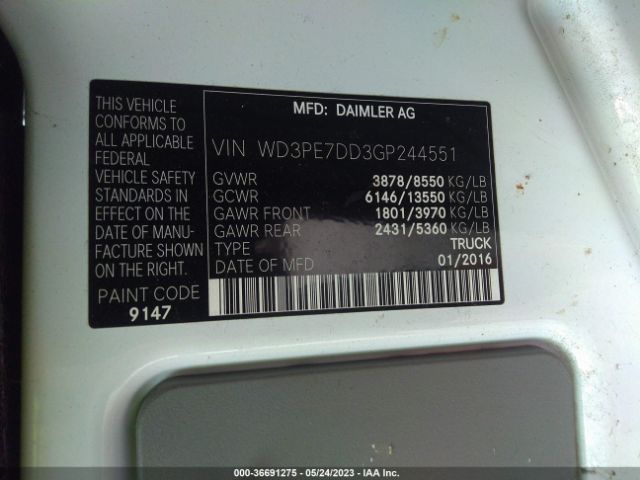 THIS VEHICLE
CONFORMS TO
ALL APPLICABLE
FEDERAL
VEHICLE SAFETY
STANDARDS IN
EFFECT ON THE
DATE OF MANU-
FACTURE SHOWN
ON THE RIGHT.
PAINT CODE
9147
MFD: DAIMLER AG
VIN WD3PE7DD3GP244551
GVWR 3878/8550 KG/LB
GCWR 6146/13550 KG/LB
GAWR FRONT 1801/3970 KG/LB
GAWR REAR 2431/5360 KG/LB
TYPE TRUCK
DATE OF MFD 01/2016
000-36691275 - 05/24/2023 - IAA Inc.